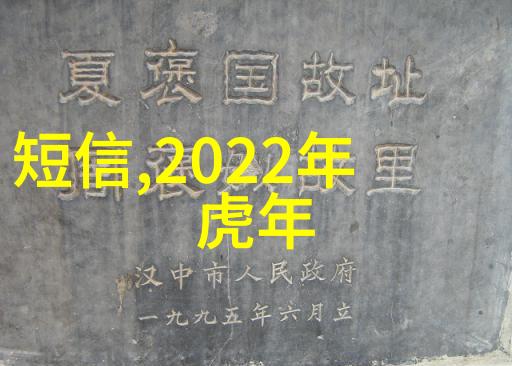 夏褒国故址
短信,2022年
故里
虎年
汉中市人民政府
一九九五年六月立